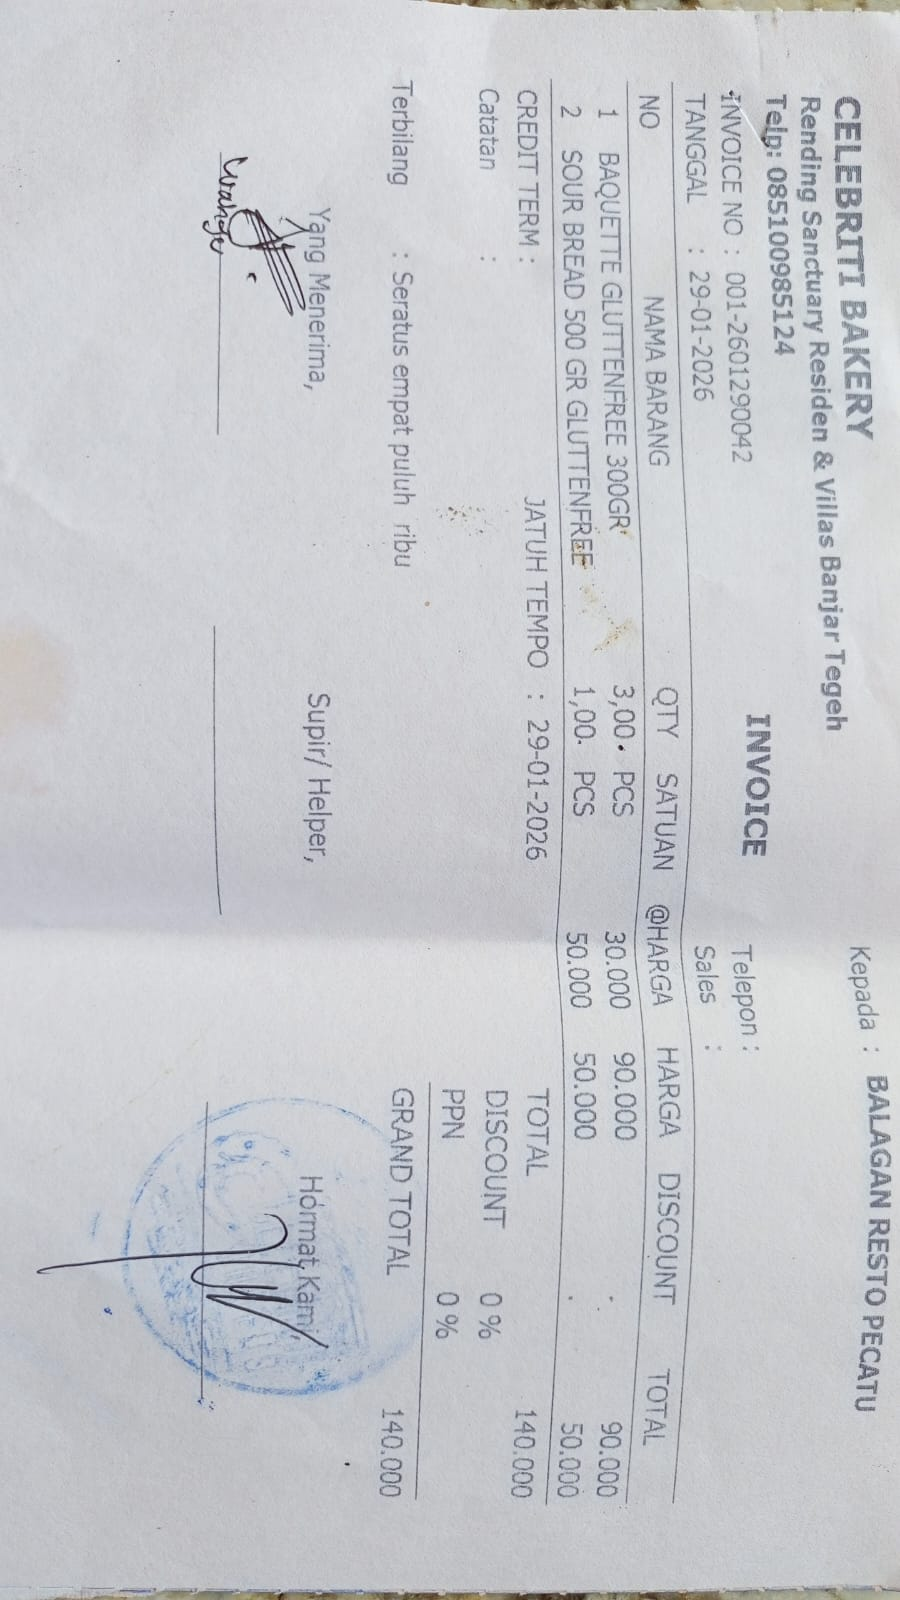 CELEBRITI BAKERY
Rending Sanctuary Residen & Villas Banjar Tegeh
Telp: 085100985124
Kepada : BALAGAN RESTO PECATU
INVOICE
INVOICE NO : 001-2601290042
Telepon :
TANGGAL : 29-01-2026
Sales :
NO NAMA BARANG QTY SATUAN @HARGA HARGA DISCOUNT TOTAL
1 BAQUETTE GLUTTENFREE 300GR 3,00 PCS 30.000 90.000 - 90.000
2 SOUR BREAD 500 GR GLUTTENFREE 1,00 PCS 50.000 50.000 - 50.000
CREDIT TERM : JATUH TEMPO : 29-01-2026 TOTAL 140.000
Catatan : DISCOUNT 0 %
PPN 0 %
Terbilang : Seratus empat puluh ribu GRAND TOTAL 140.000
Yang Menerima, Supir/ Helper, Hormat Kami,